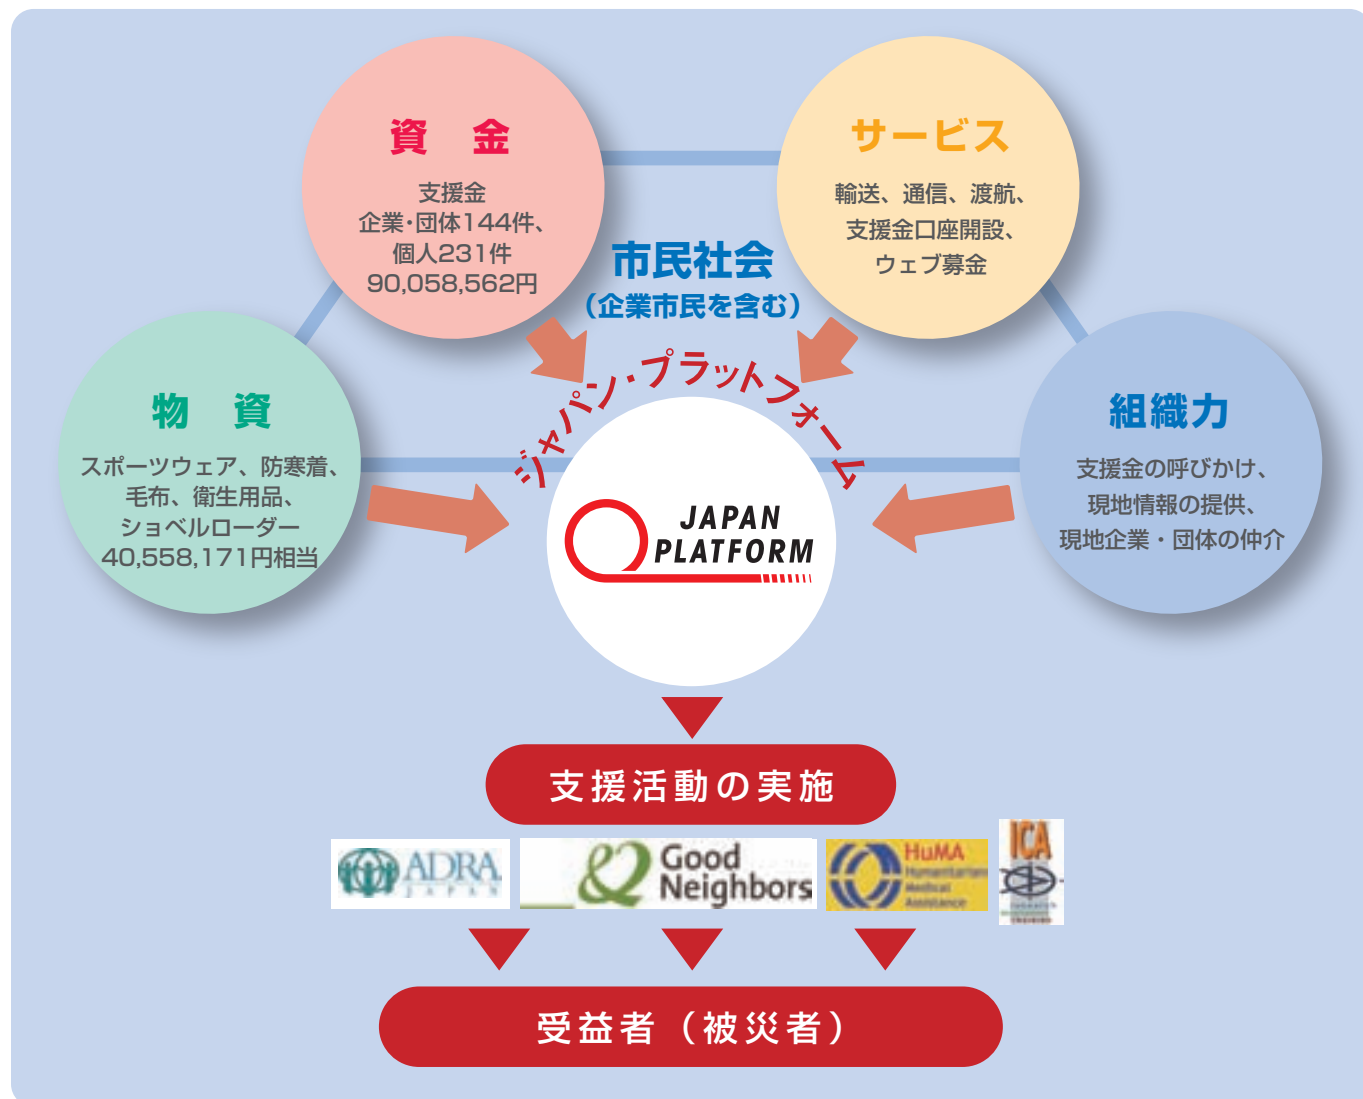 資 金
支援金
企業・団体144件、
個人231件
90,058,562円
サービス
輸送、通信、渡航、
支援金口座開設、
ウェブ募金
市民社会
(企業市民を含む)
物 資
スポーツウェア、防寒着、
毛布、衛生用品、
ショベルローダー
40,558,171円相当
組織力
支援金の呼びかけ、
現地情報の提供、
現地企業・団体の仲介
ジャパン・プラットフォーム
JAPAN
PLATFORM
支援活動の実施
ADRA
JAPAN
Good
Neighbors
HuMA
Humanitarian
Medical
Assistance
ICA
受益者（被災者）